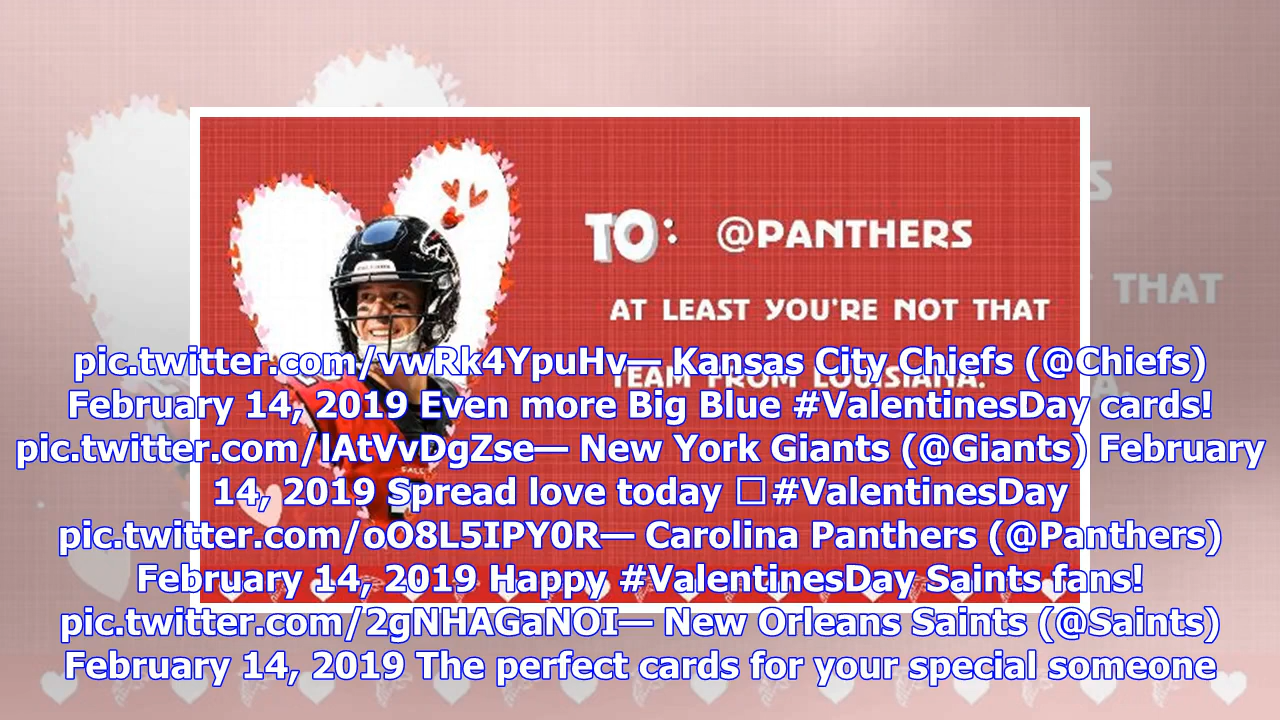 TO: @PANTHERS
AT LEAST YOU'RE NOT THAT
TEAM FROM LOUISIANA.
S
THAT
A
pic.twitter.com/vwRk4YpuHv— Kansas City Chiefs (@Chiefs)
February 14, 2019 Even more Big Blue #ValentinesDay cards!
pic.twitter.com/lAtVvDgZse— New York Giants (@Giants) February
14, 2019 Spread love today □#ValentinesDay
pic.twitter.com/oO8L5IPY0R— Carolina Panthers (@Panthers)
February 14, 2019 Happy #ValentinesDay Saints fans!
pic.twitter.com/2gNHAGaNOI— New Orleans Saints (@Saints)
February 14, 2019 The perfect cards for your special someone